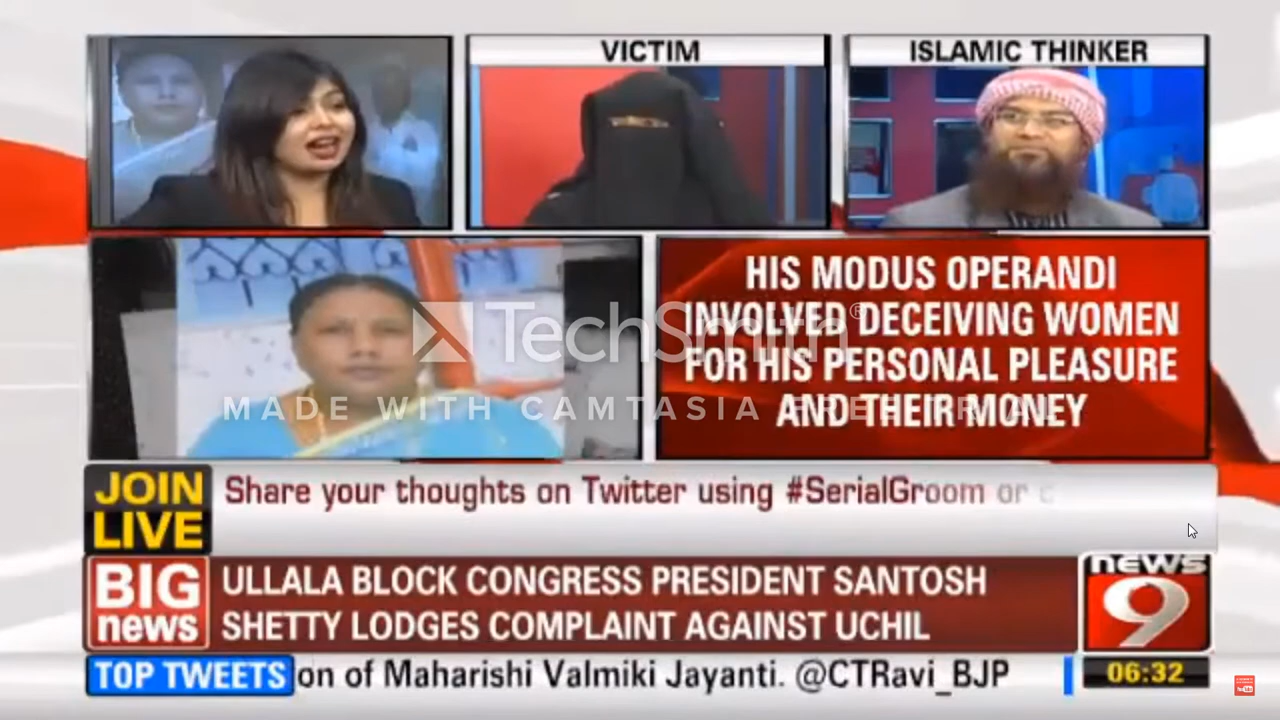 VICTIM
ISLAMIC THINKER
HIS MODUS OPERANDI
INVOLVED DECEIVING WOMEN
FOR HIS PERSONAL PLEASURE
AND THEIR MONEY
TechSmith®
MADE WITH CAMTASIA FREE TRIAL
JOIN
LIVE
Share your thoughts on Twitter using #SerialGroom or
BIG
news
ULLALA BLOCK CONGRESS PRESIDENT SANTOSH
SHETTY LODGES COMPLAINT AGAINST UCHIL
NEWS
9
TOP TWEETS
on of Maharishi Valmiki Jayanti. @CTRavi_BJP
06:32